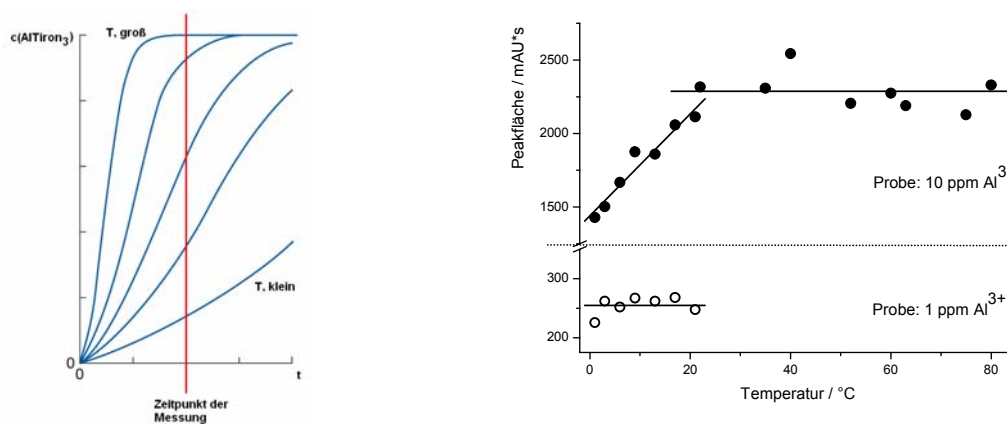 c(AlTiron₃)
T, groß
T, klein
0
0
t
Zeitpunkt der
Messung
Peakfläche / mAU*s
2500
2000
1500
300
250
200
Probe: 10 ppm Al³
Probe: 1 ppm Al³⁺
0
20
40
60
80
Temperatur / °C